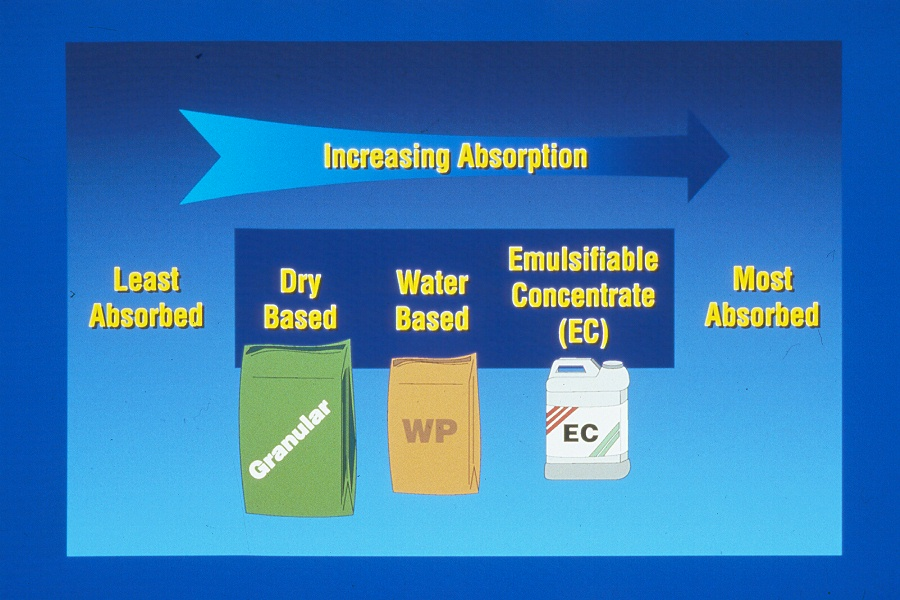 Increasing Absorption
Least
Absorbed
Dry
Based
Water
Based
Emulsifiable
Concentrate
(EC)
Most
Absorbed
Granular
WP
EC